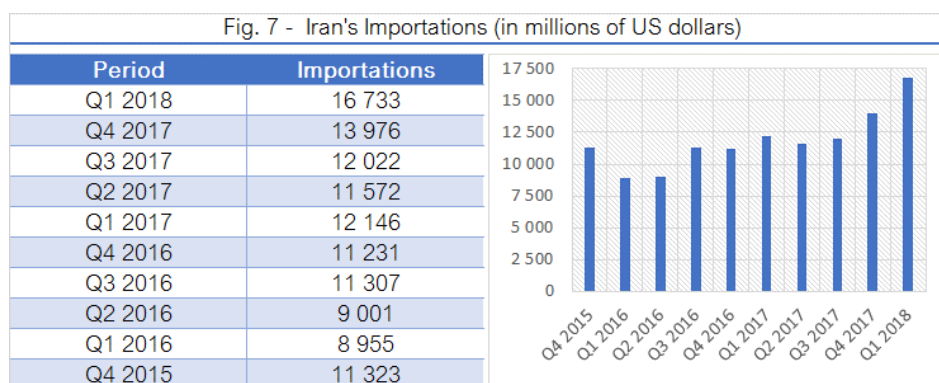 Fig. 7 - Iran's Importations (in millions of US dollars)
Period Importations
Q1 2018 16 733
Q4 2017 13 976
Q3 2017 12 022
Q2 2017 11 572
Q1 2017 12 146
Q4 2016 11 231
Q3 2016 11 307
Q2 2016 9 001
Q1 2016 8 955
Q4 2015 11 323
17 500
15 000
12 500
10 000
7 500
5 000
2 500
0
Q4 2015
Q1 2016
Q2 2016
Q3 2016
Q4 2016
Q1 2017
Q2 2017
Q3 2017
Q4 2017
Q1 2018